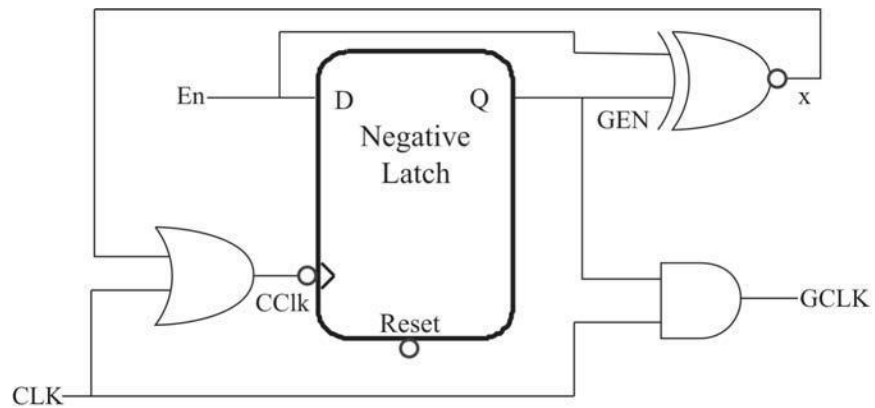 En
D
Q
GEN
x
Negative
Latch
CClk
Reset
GCLK
CLK